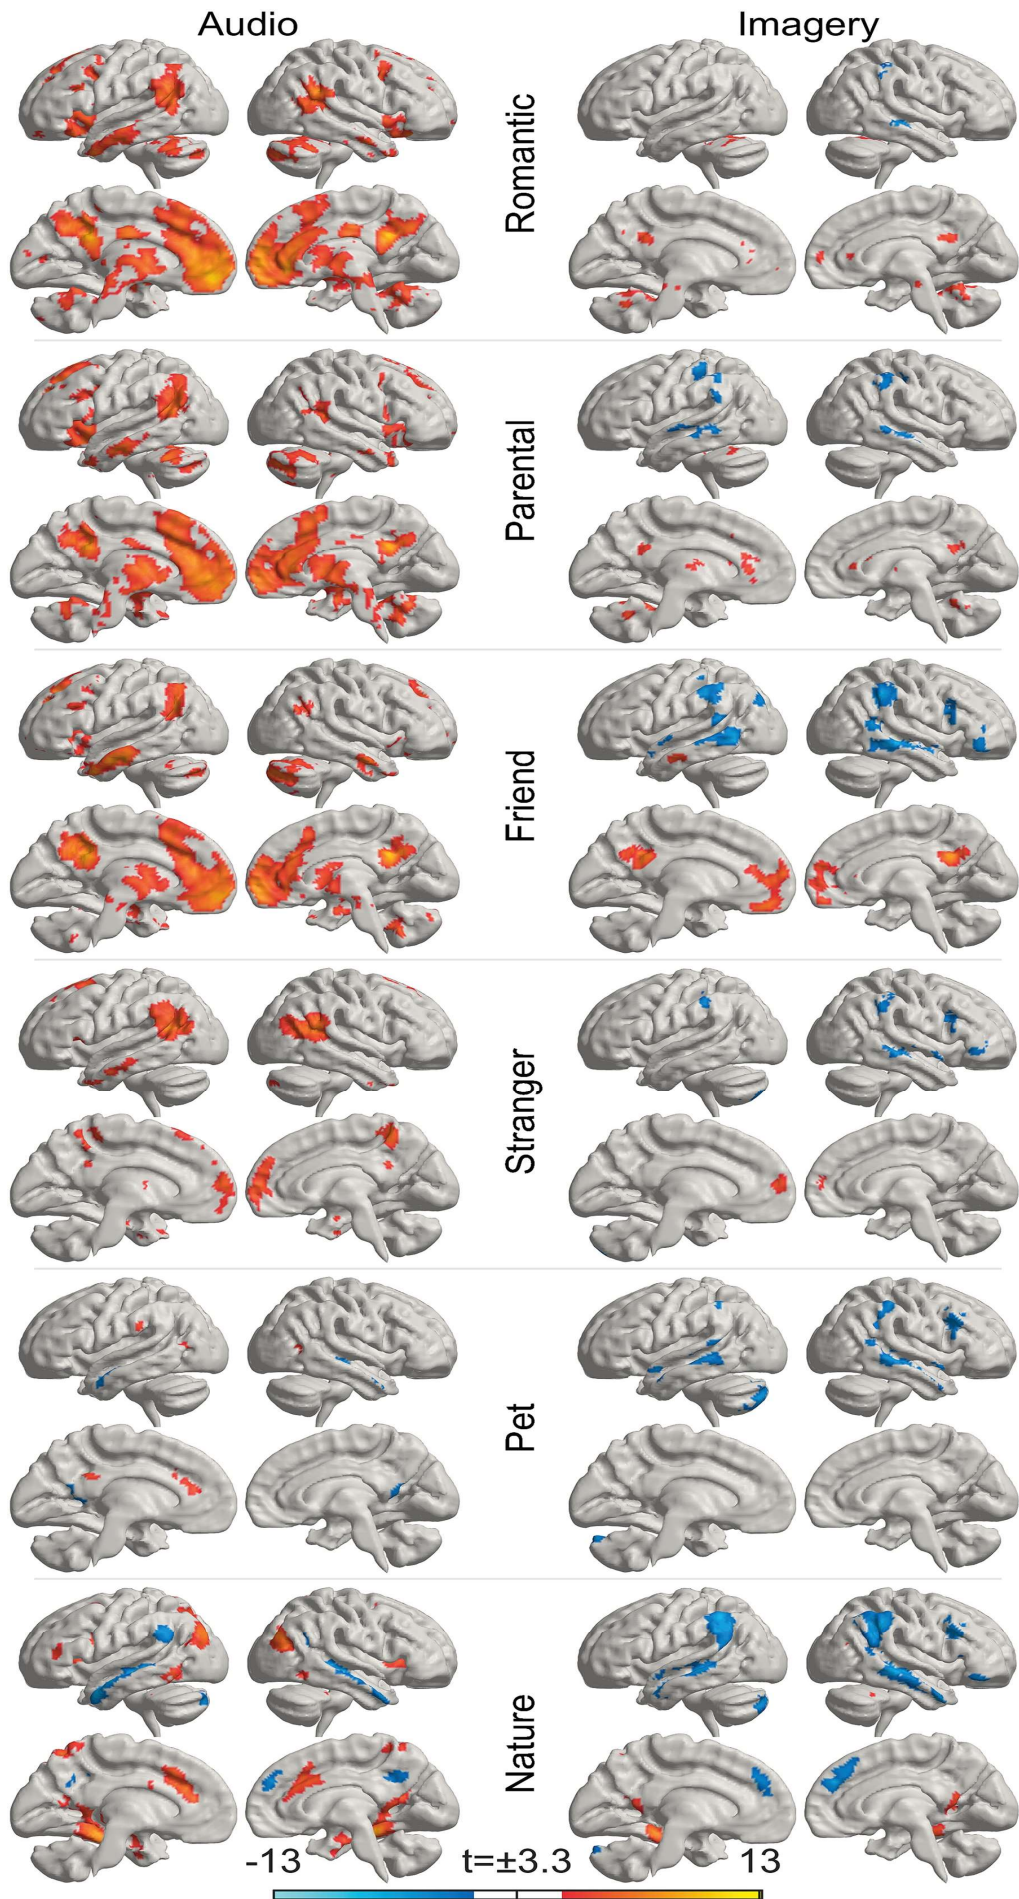 Audio Imagery
Romantic
Parental
Friend
Stranger
Pet
Nature
-13 t=±3.3 13